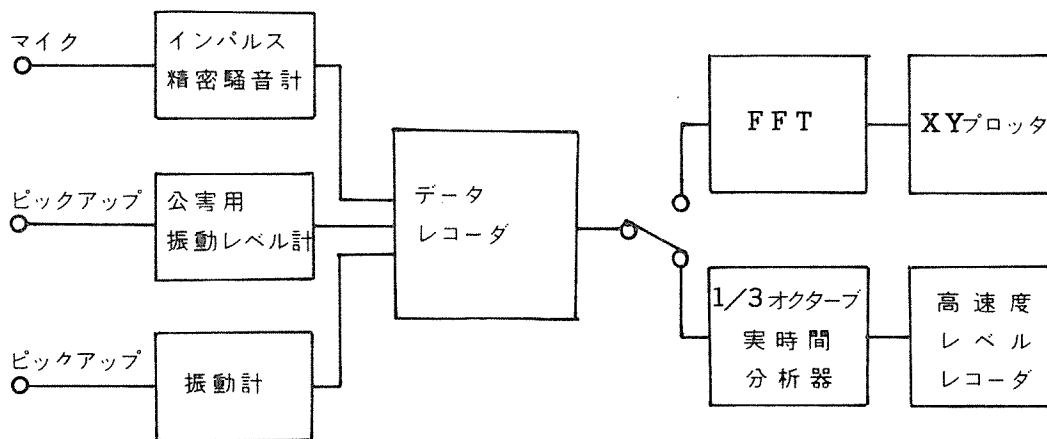 マイク
インパルス
精密騒音計
ピックアップ
公害用
振動レベル計
ピックアップ
振動計
データ
レコーダ
FFT
XYプロッタ
1/3オクターブ
実時間
分析器
高速度
レベル
レコーダ